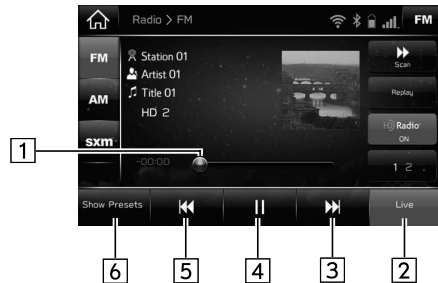 Radio > FM
FM
FM
Station 01
Artist 01
Title 01
HD 2
AM
sxm
Scan
Replay
HD Radio
ON
-00:00
1 2
Show Presets
Live
1
6
5
4
3
2